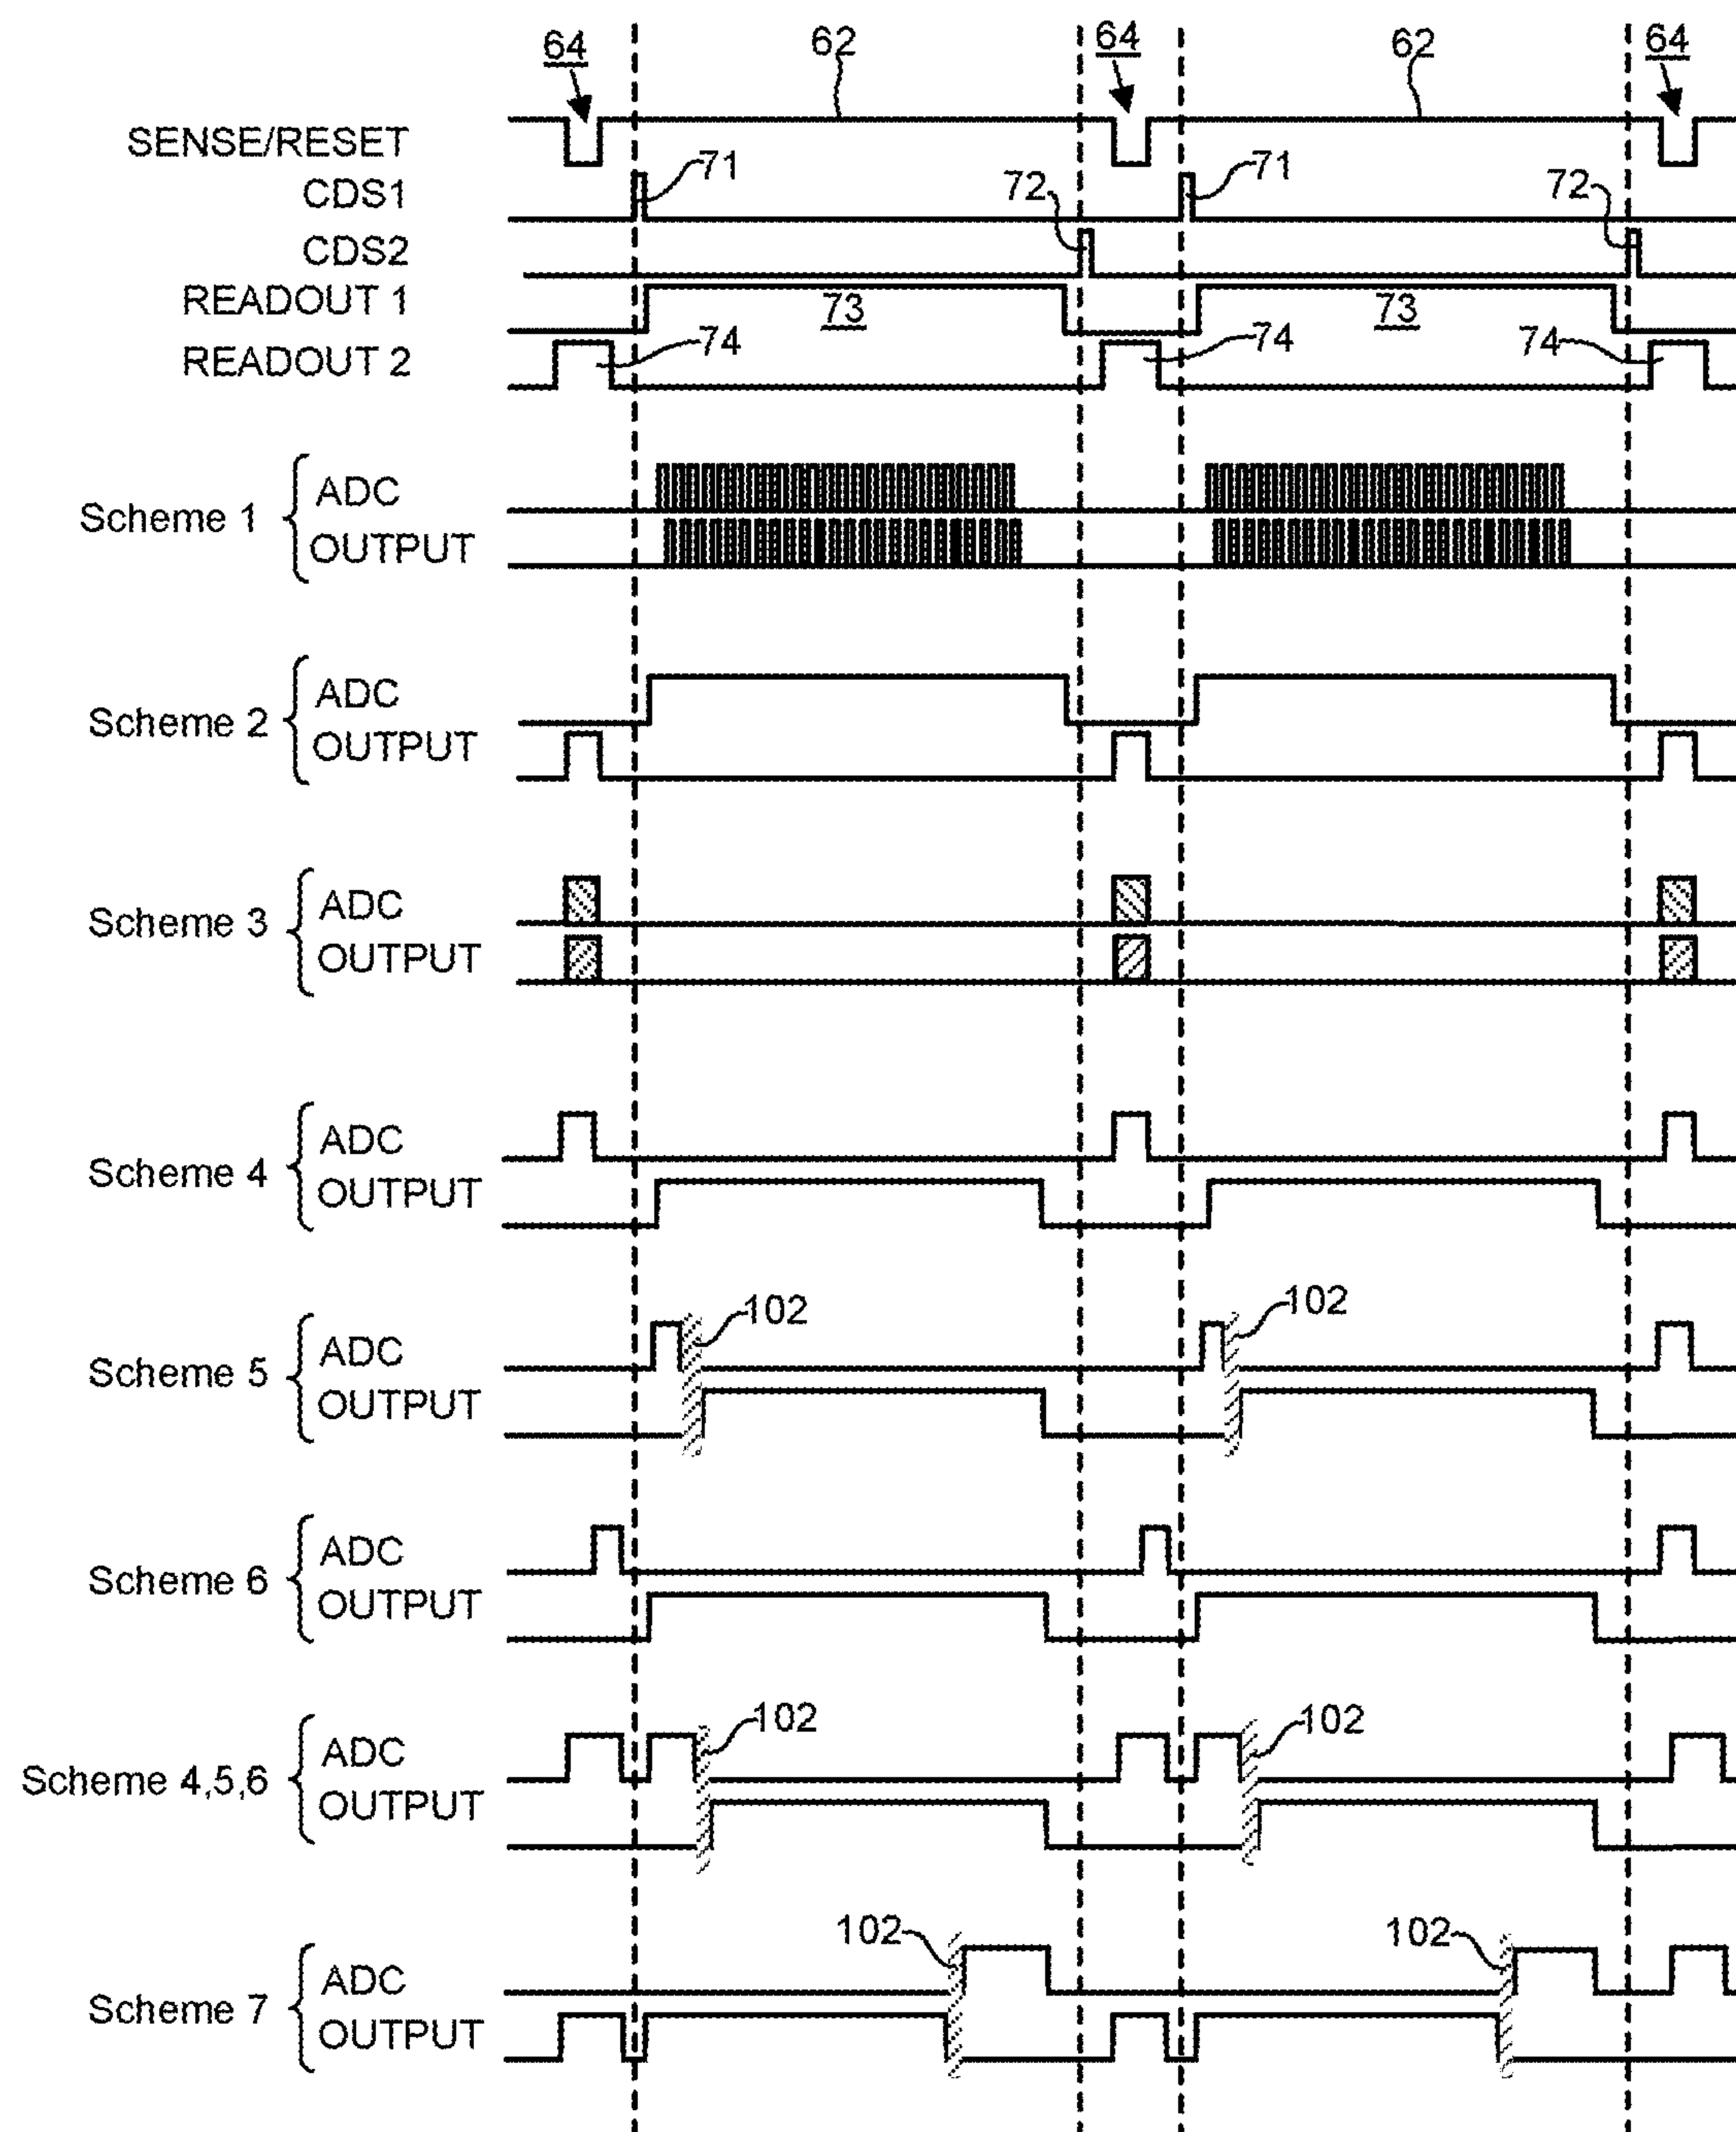 64 62 64 62 64
SENSE/RESET
CDS1 71 71
CDS2 72 72
READOUT 1 73 73
READOUT 2 74 74 74
Scheme 1 ADC
OUTPUT
Scheme 2 ADC
OUTPUT
Scheme 3 ADC
OUTPUT
Scheme 4 ADC
OUTPUT
102 102
Scheme 5 ADC
OUTPUT
Scheme 6 ADC
OUTPUT
102 102
Scheme 4,5,6 ADC
OUTPUT
102 102
Scheme 7 ADC
OUTPUT